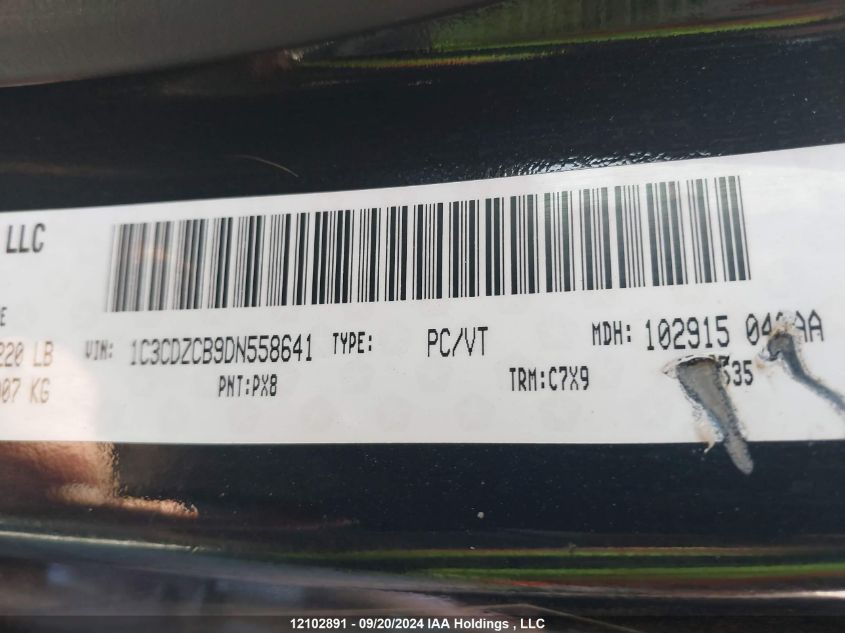 LLC
220 LB
VIN: 1C3CDZCB9DN558641 TYPE: PC/VT MDH: 102915
007 KG PNT:PX8 TRM:C7X9
12102891 - 09/20/2024 IAA Holdings , LLC